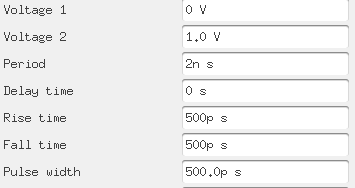 Voltage 1 0 V
Voltage 2 1.0 V
Period 2n s
Delay time 0 s
Rise time 500p s
Fall time 500p s
Pulse width 500.0p s